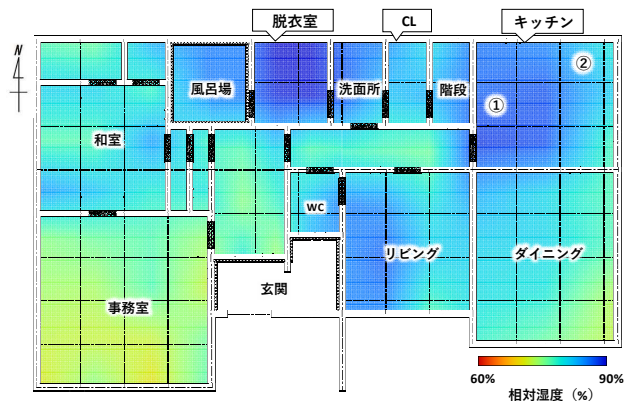 脱衣室
CL
キッチン
N
風呂場
洗面所
階段
②
①
和室
WC
リビング
ダイニング
玄関
事務室
60%
90%
相対湿度（%）